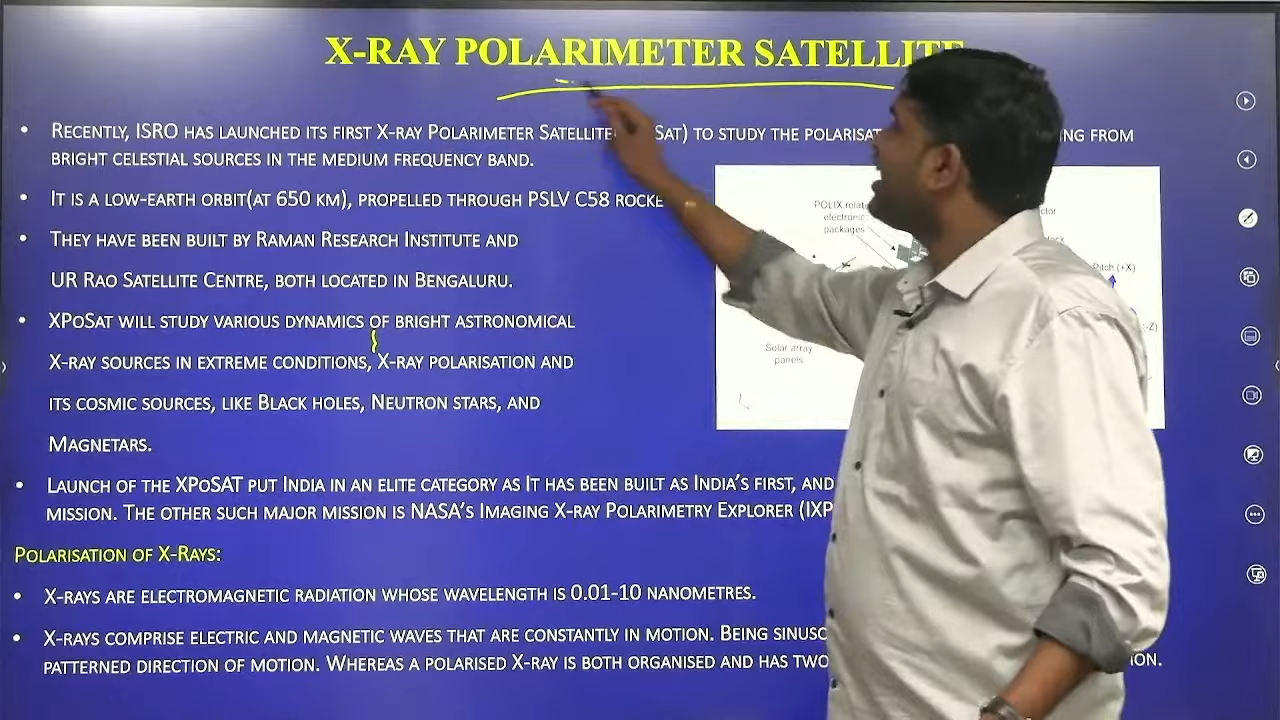 X-RAY POLARIMETER SATELLITE
• RECENTLY, ISRO HAS LAUNCHED ITS FIRST X-RAY POLARIMETER SATELLITE SAT) TO STUDY THE FROM
BRIGHT CELESTIAL SOURCES IN THE MEDIUM FREQUENCY BAND.
• IT IS A LOW-EARTH ORBIT(AT 650 KM), PROPELLED THROUGH PSLV C58
• THEY HAVE BEEN BUILT BY RAMAN RESEARCH INSTITUTE AND
UR RAO SATELLITE CENTRE, BOTH LOCATED IN BENGALURU.
• XPOSAT WILL STUDY VARIOUS DYNAMICS OF BRIGHT ASTRONOMICAL
X-RAY SOURCES IN EXTREME CONDITIONS, X-RAY POLARISATION AND
ITS COSMIC SOURCES, LIKE BLACK HOLES, NEUTRON STARS, AND
MAGNETARS.
• LAUNCH OF THE XPOSAT PUT INDIA IN AN ELITE CATEGORY AS IT HAS BEEN BUILT AS INDIA'S FIRST, AND
MISSION. THE OTHER SUCH MAJOR MISSION IS NASA'S IMAGING X-RAY POLARIMETRY EXPLORER
POLARISATION OF X-RAYS:
• X-RAYS ARE ELECTROMAGNETIC RADIATION WHOSE WAVELENGTH IS 0.01-10 NANOMETRES.
• X-RAYS COMPRISE ELECTRIC AND MAGNETIC WAVES THAT ARE CONSTANTLY IN MOTION. BEING
PATTERNED DIRECTION OF MOTION. WHEREAS A POLARISED X-RAY IS BOTH ORGANISED AND HAS TWO
POLIX
electronic
packages
Pitch (+X)
Solar array
panels